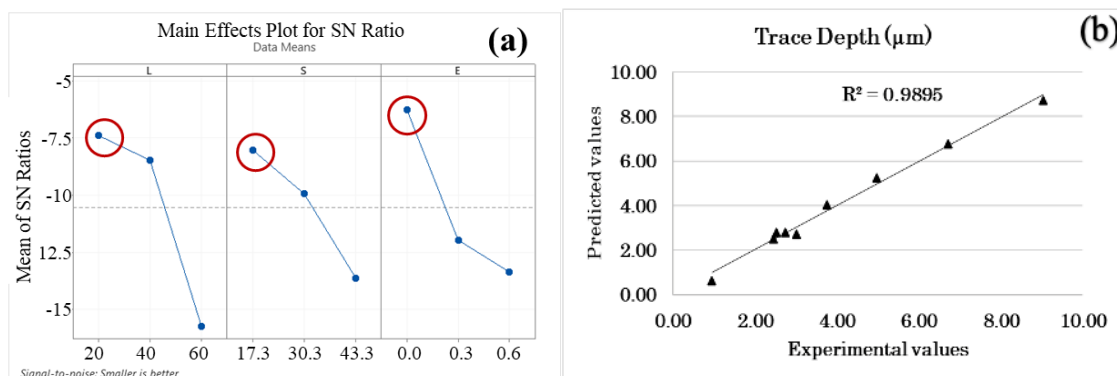 Main Effects Plot for SN Ratio
Data Means
(a)
L S E
Mean of SN Ratios
-5
-7.5
-10
12.5
-15
20 40 60 17.3 30.3 43.3 0.0 0.3 0.6
Signal-to-noise: Smaller is better
(b)
Trace Depth (µm)
R² = 0.9895
Predicted values
10.00
8.00
6.00
4.00
2.00
0.00
0.00 2.00 4.00 6.00 8.00 10.00
Experimental values